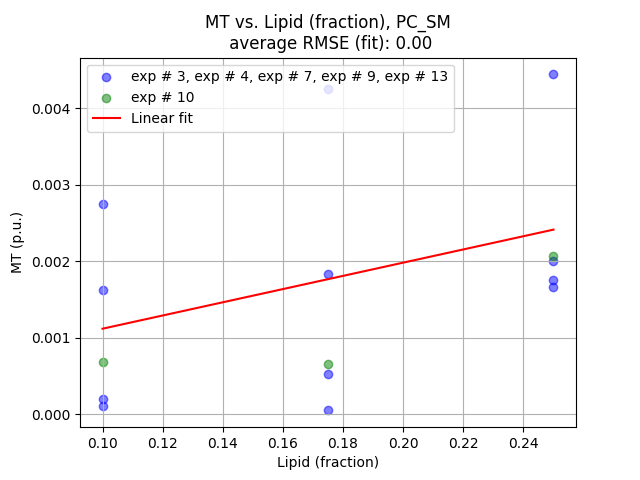 MT vs. Lipid (fraction), PC_SM
average RMSE (fit): 0.00
exp # 3, exp # 4, exp # 7, exp # 9, exp # 13
exp # 10
Linear fit
0.004
0.003
0.002
0.001
0.000
MT (p.u.)
0.10 0.12 0.14 0.16 0.18 0.20 0.22 0.24
Lipid (fraction)